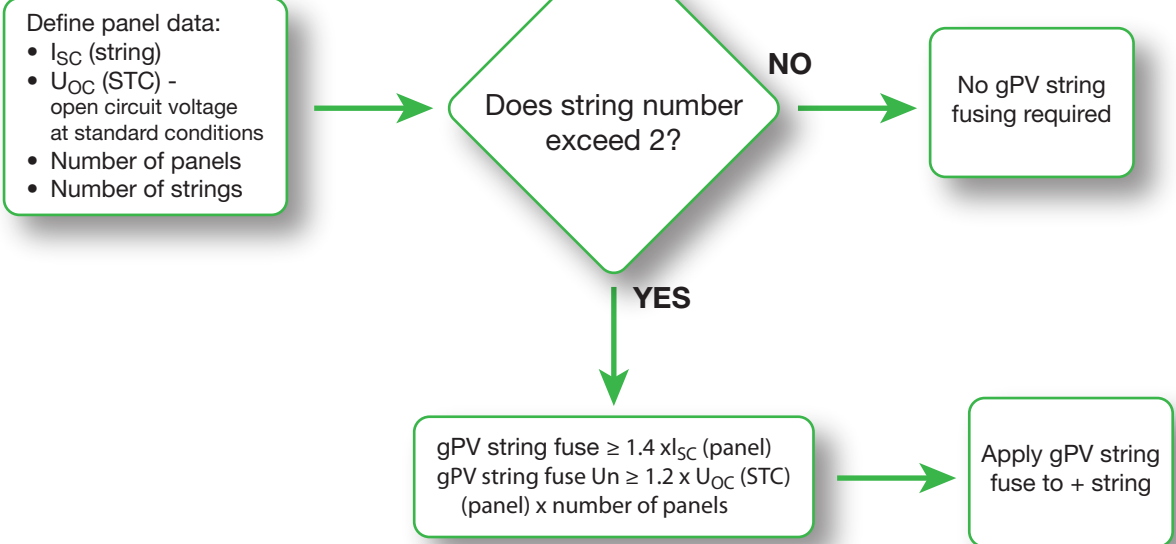 Define panel data:
• I_SC (string)
• U_OC (STC) -
open circuit voltage
at standard conditions
• Number of panels
• Number of strings
Does string number
exceed 2?
NO
No gPV string
fusing required
YES
gPV string fuse ≥ 1.4 xI_SC (panel)
gPV string fuse Un ≥ 1.2 x U_OC (STC)
(panel) x number of panels
Apply gPV string
fuse to + string